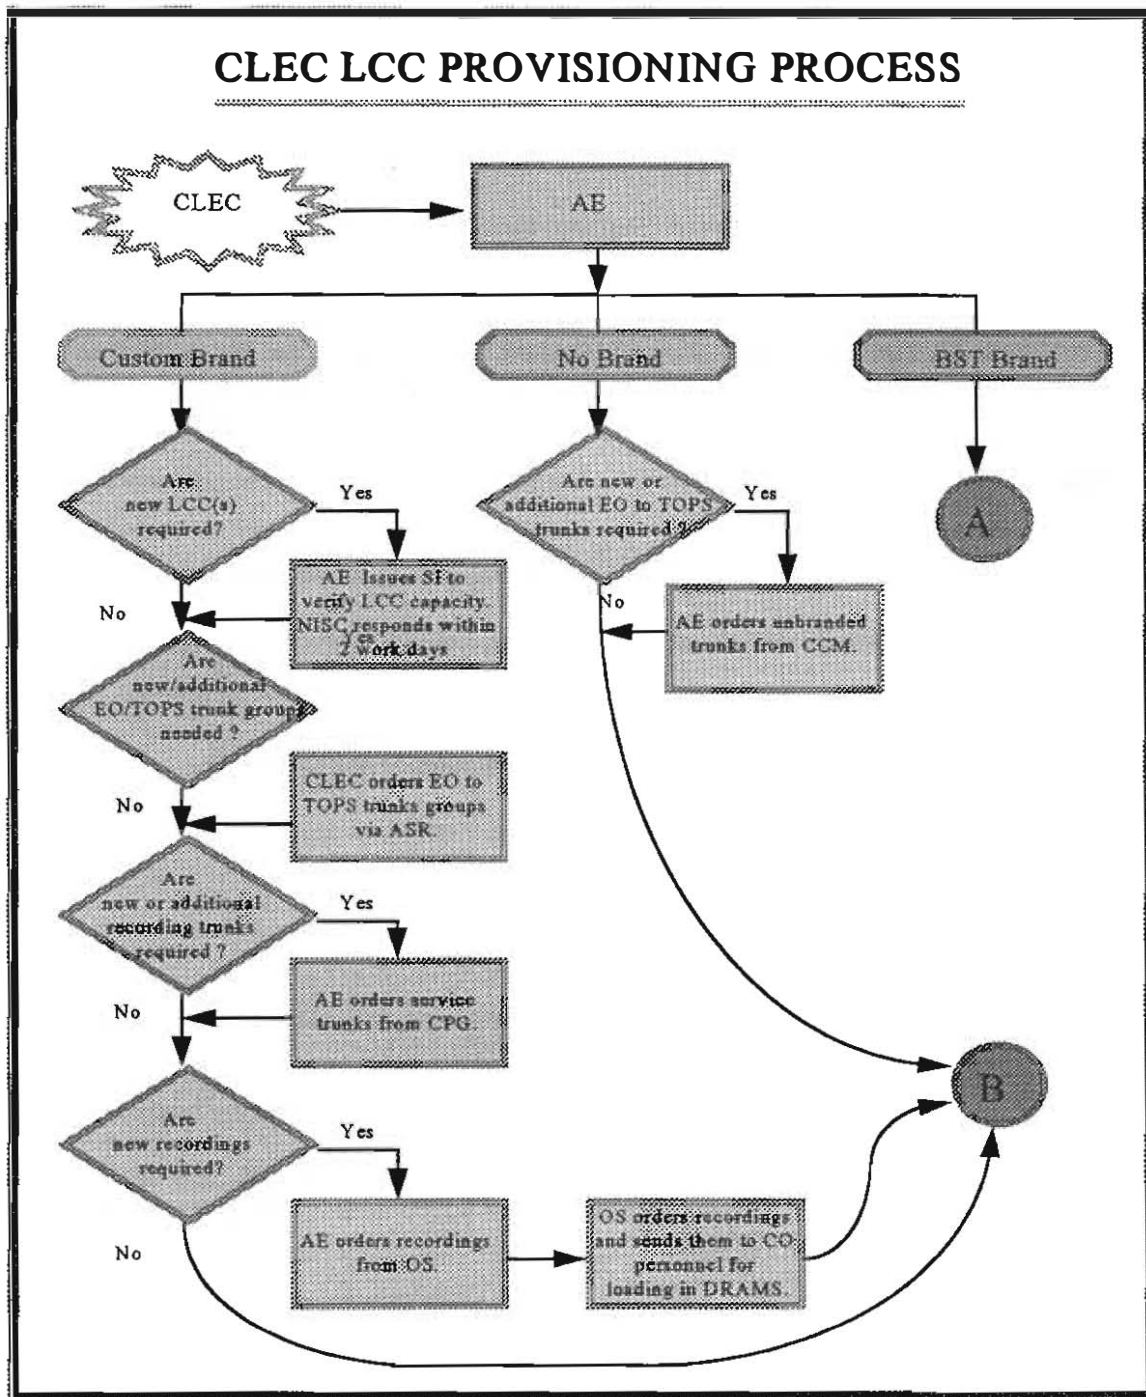 CLEC LCC PROVISIONING PROCESS
CLEC
AE
Custom Brand
No Brand
BST Brand
Are
new LCC(s)
required?
Yes
No
AE Issues SI to
verify LCC capacity.
NISC responds within
2 work days
Yes
Are new or
additional EO to TOPS
trunks required ?
Yes
No
AE orders unbranded
trunks from CCM.
A
Are
new/additional
EO/TOPS trunk groups
needed ?
No
CLEC orders EO to
TOPS trunks groups
via ASR.
Are
new or additional
recording trunks
required ?
Yes
No
AE orders service
trunks from CPG.
B
Are
new recordings
required?
Yes
No
AE orders recordings
from OS.
OS orders recordings
and sends them to CO
personnel for
loading in DRAMS.